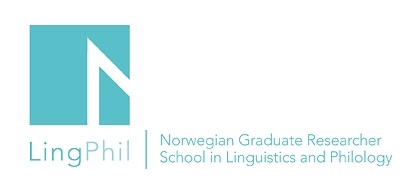 LingPhil
Norwegian Graduate Researcher
School in Linguistics and Philology